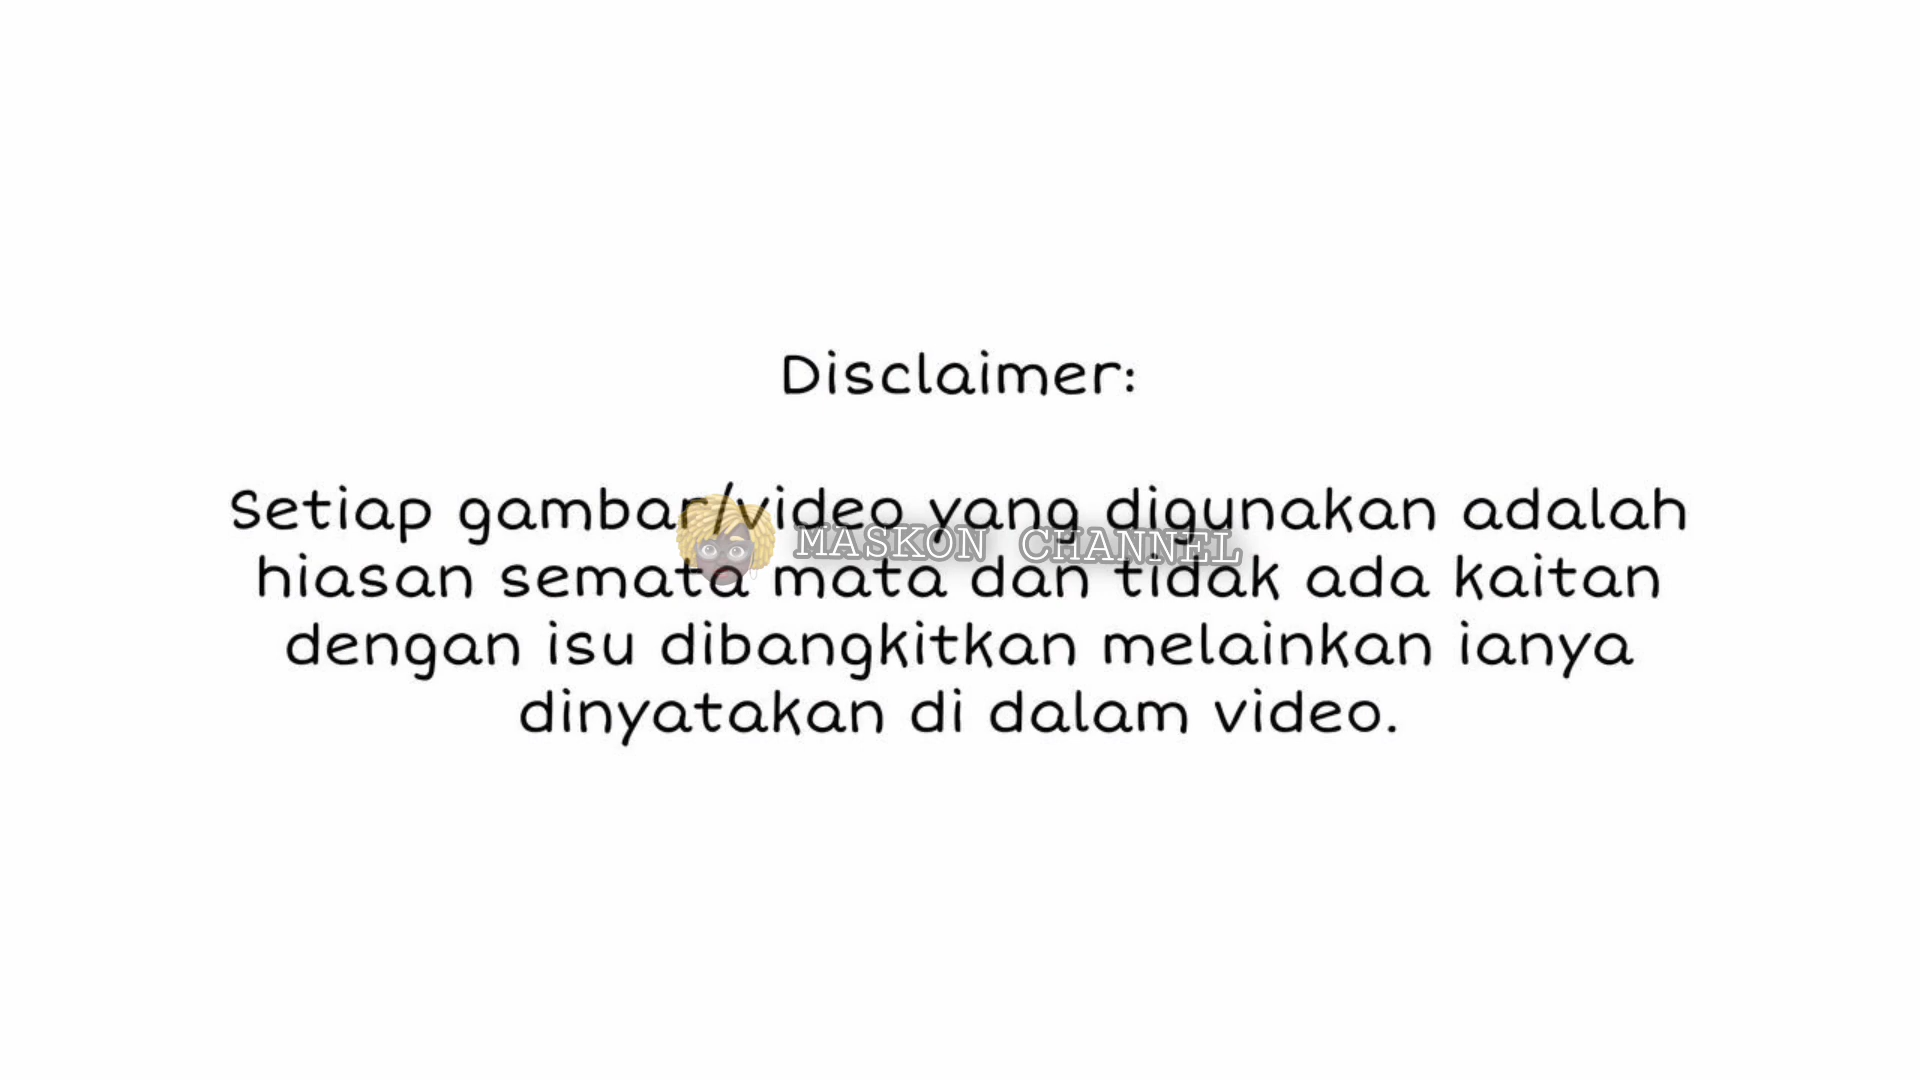 Disclaimer:
Setiap gambar/video yang digunakan adalah
MASKON CHANNEL
hiasan semata mata dan tidak ada kaitan
dengan isu dibangkitkan melainkan ianya
dinyatakan di dalam video.